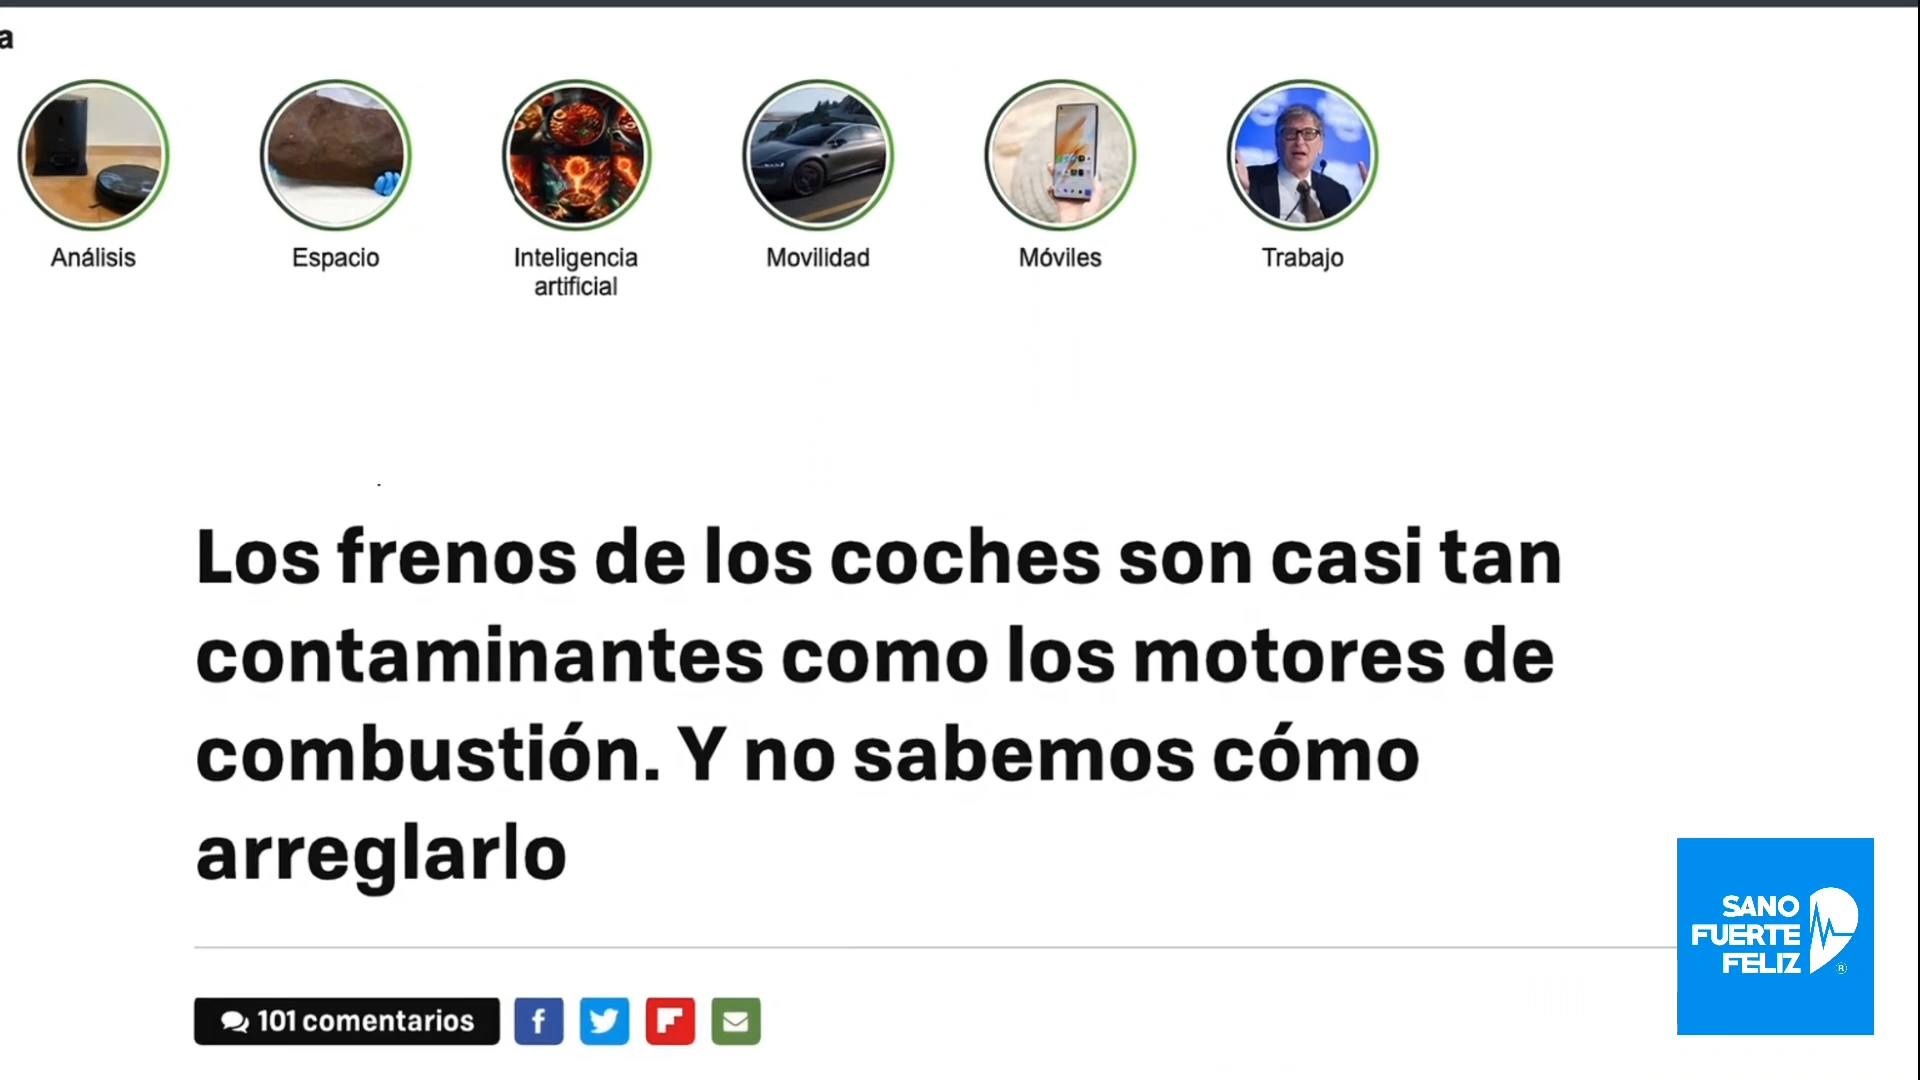 a
Análisis
Espacio
Inteligencia
artificial
Movilidad
Móviles
Trabajo
Los frenos de los coches son casi tan
contaminantes como los motores de
combustión. Y no sabemos cómo
arreglarlo
101 comentarios
SANO
FUERTE
FELIZ
®